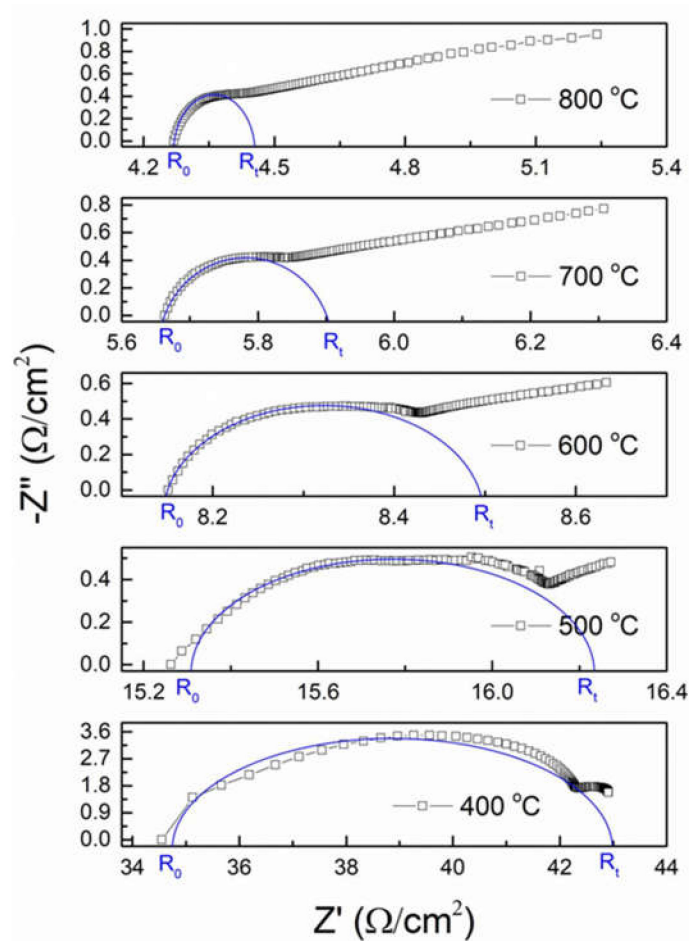 1.0
0.8
0.6
0.4
0.2
0.0
800 °C
R₀
Rₜ
4.2 4.5 4.8 5.1 5.4
0.8
0.6
0.4
0.2
0.0
700 °C
R₀
Rₜ
5.6 5.8 6.0 6.2 6.4
-Z" (Ω/cm²)
0.6
0.4
0.2
0.0
600 °C
R₀
Rₜ
8.2 8.4 8.6
0.4
0.2
0.0
500 °C
R₀
Rₜ
15.2 15.6 16.0 16.4
3.6
2.7
1.8
0.9
0.0
400 °C
R₀
Rₜ
34 36 38 40 42 44
Z' (Ω/cm²)